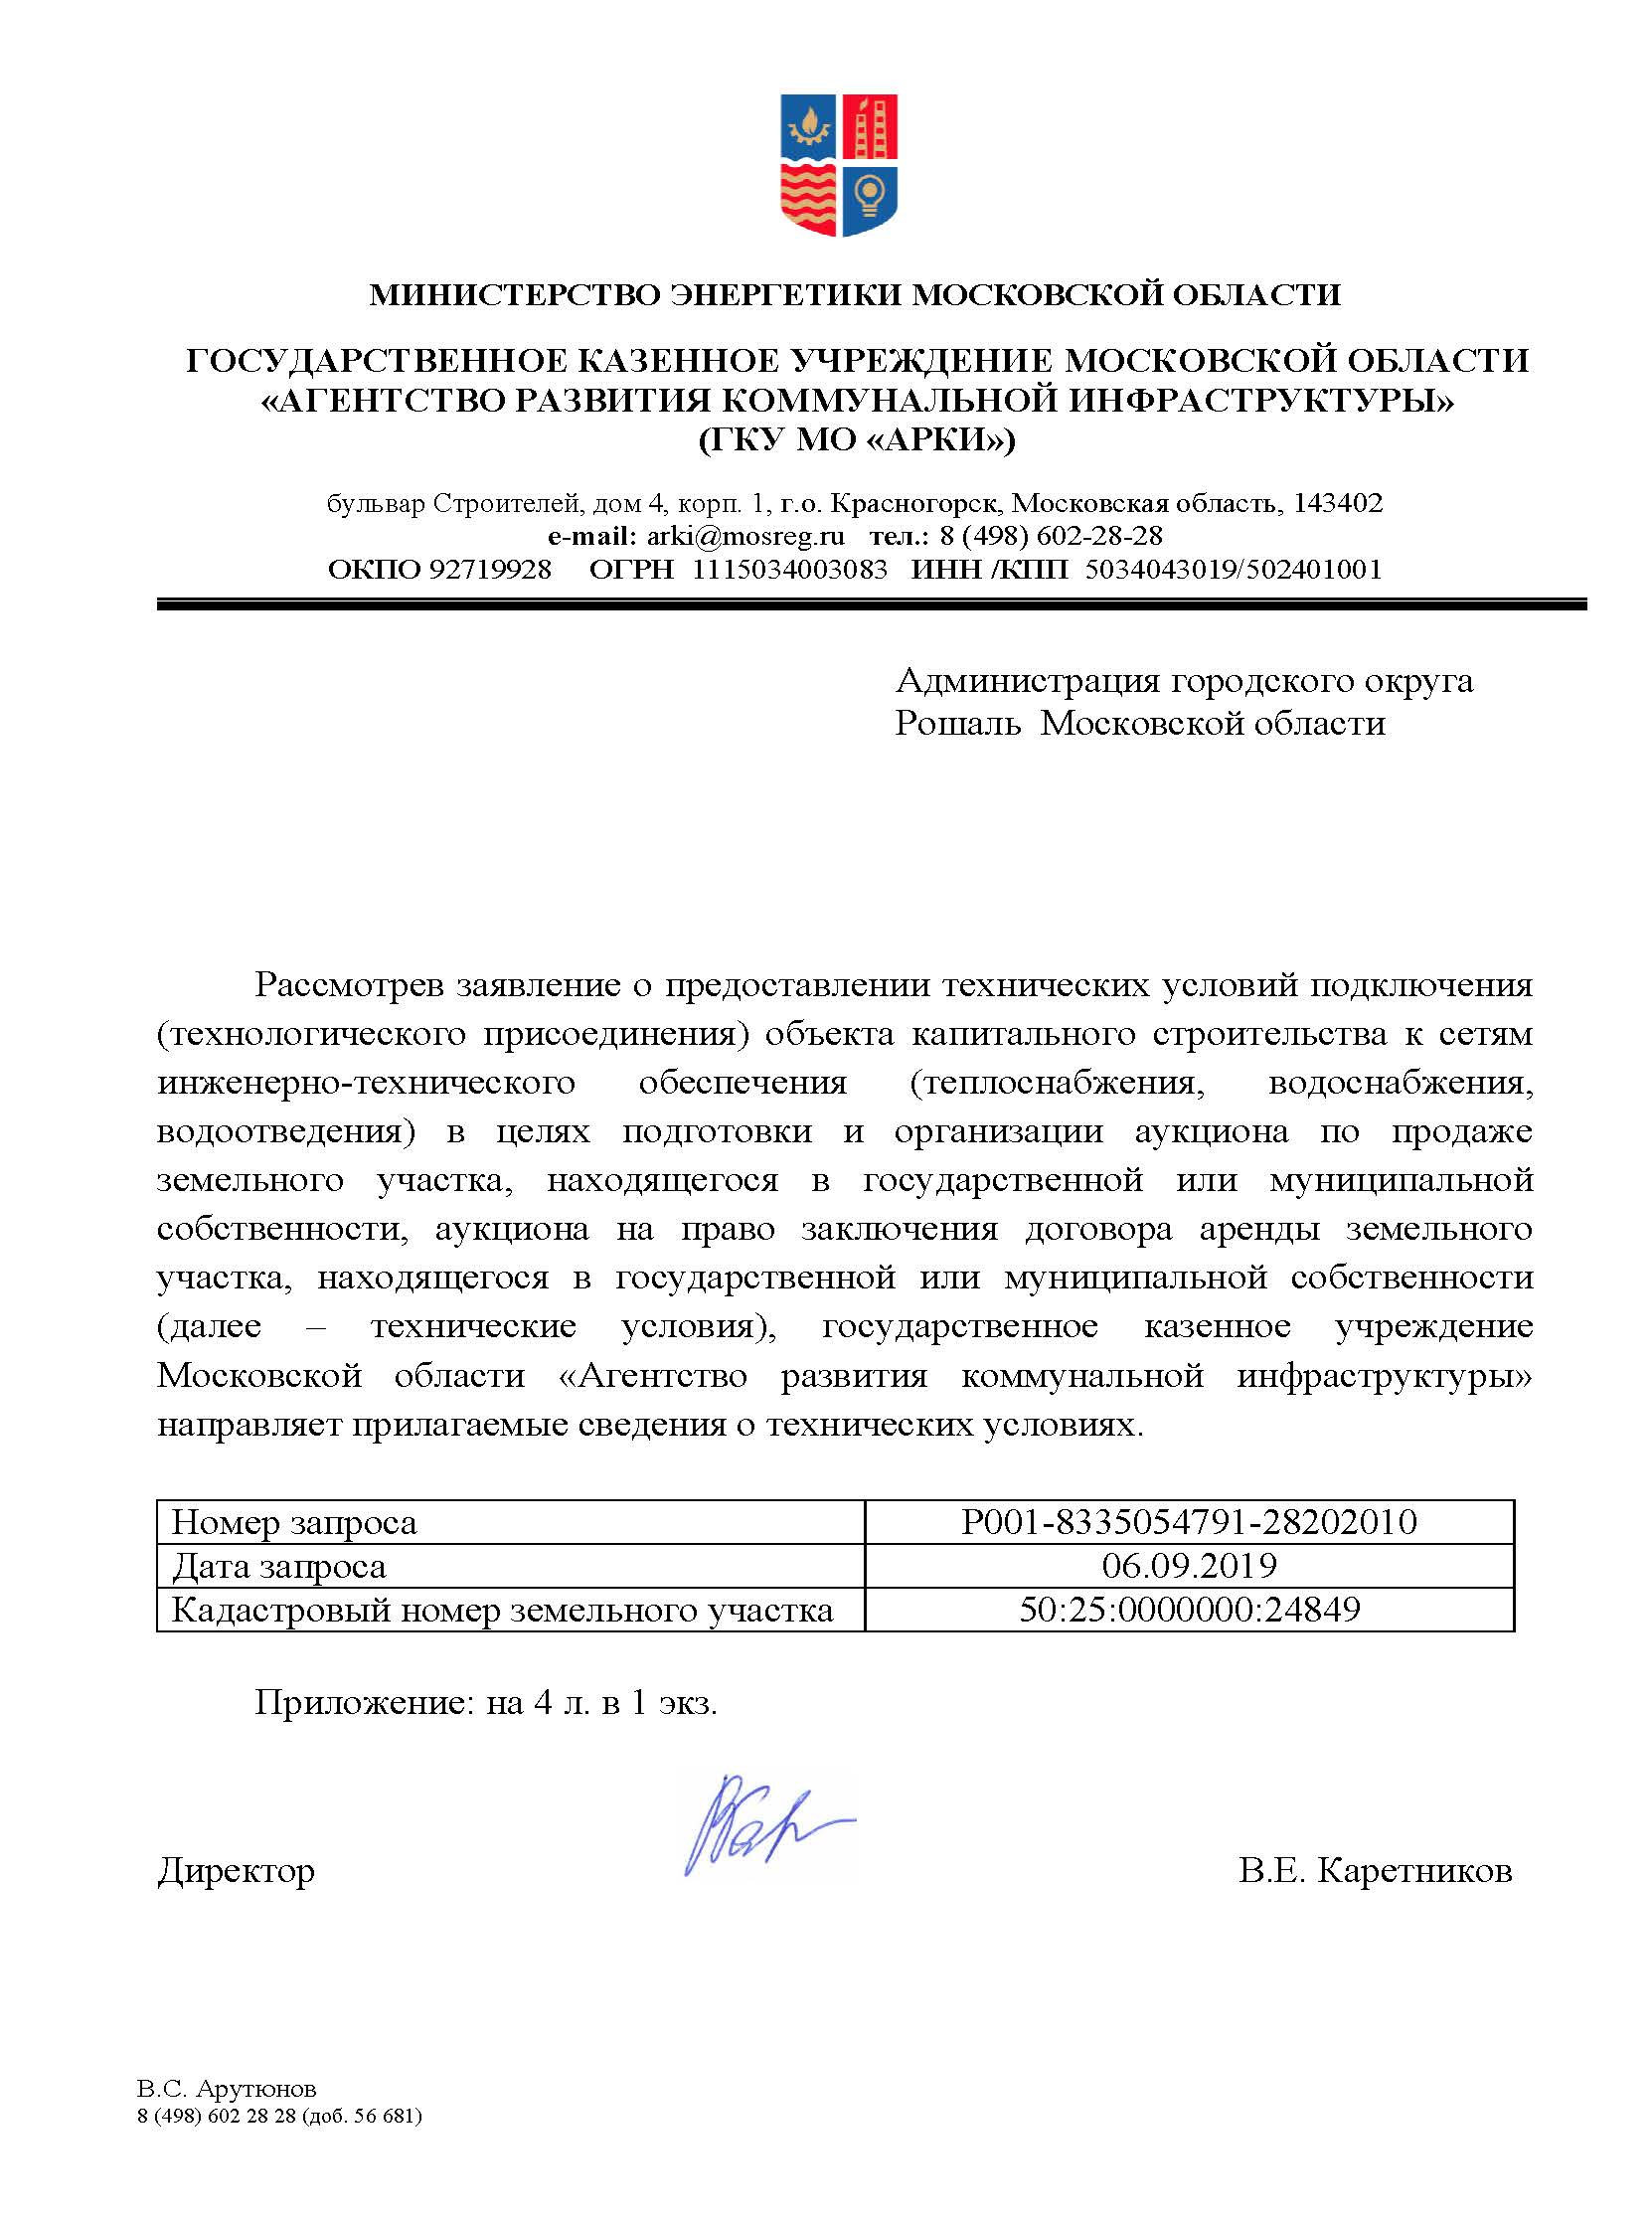 МИНИСТЕРСТВО ЭНЕРГЕТИКИ МОСКОВСКОЙ ОБЛАСТИ
ГОСУДАРСТВЕННОЕ КАЗЕННОЕ УЧРЕЖДЕНИЕ МОСКОВСКОЙ ОБЛАСТИ
«АГЕНТСТВО РАЗВИТИЯ КОММУНАЛЬНОЙ ИНФРАСТРУКТУРЫ»
(ГКУ МО «АРКИ»)
бульвар Строителей, дом 4, корп. 1, г.о. Красногорск, Московская область, 143402
e-mail: arki@mosreg.ru тел.: 8 (498) 602-28-28
ОКПО 92719928 ОГРН 1115034003083 ИНН /КПП 5034043019/502401001
Администрация городского округа
Рошаль Московской области
Рассмотрев заявление о предоставлении технических условий подключения
(технологического присоединения) объекта капитального строительства к сетям
инженерно-технического обеспечения (теплоснабжения, водоснабжения,
водоотведения) в целях подготовки и организации аукциона по продаже
земельного участка, находящегося в государственной или муниципальной
собственности, аукциона на право заключения договора аренды земельного
участка, находящегося в государственной или муниципальной собственности
(далее – технические условия), государственное казенное учреждение
Московской области «Агентство развития коммунальной инфраструктуры»
направляет прилагаемые сведения о технических условиях.
Номер запроса P001-8335054791-28202010
Дата запроса 06.09.2019
Кадастровый номер земельного участка 50:25:0000000:24849
Приложение: на 4 л. в 1 экз.
Директор В.Е. Каретников
В.С. Арутюнов
8 (498) 602 28 28 (доб. 56 681)